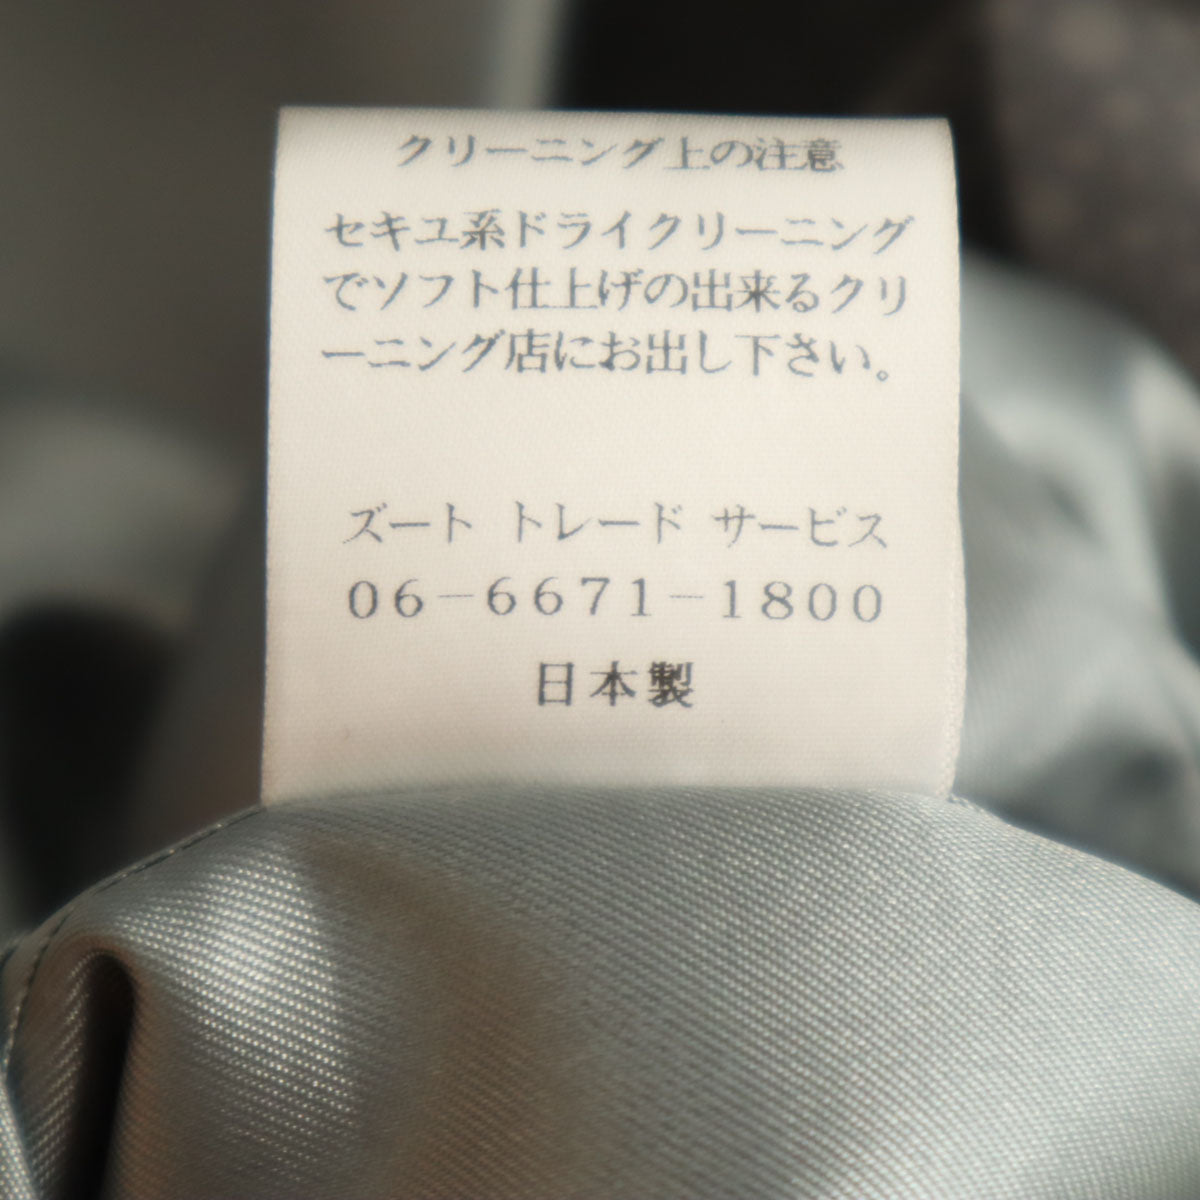 クリーニング上の注意
セキユ系ドライクリーニング
でソフト仕上げの出来るクリ
ーニング店にお出し下さい。
ズート トレード サービス
06-6671-1800
日本製